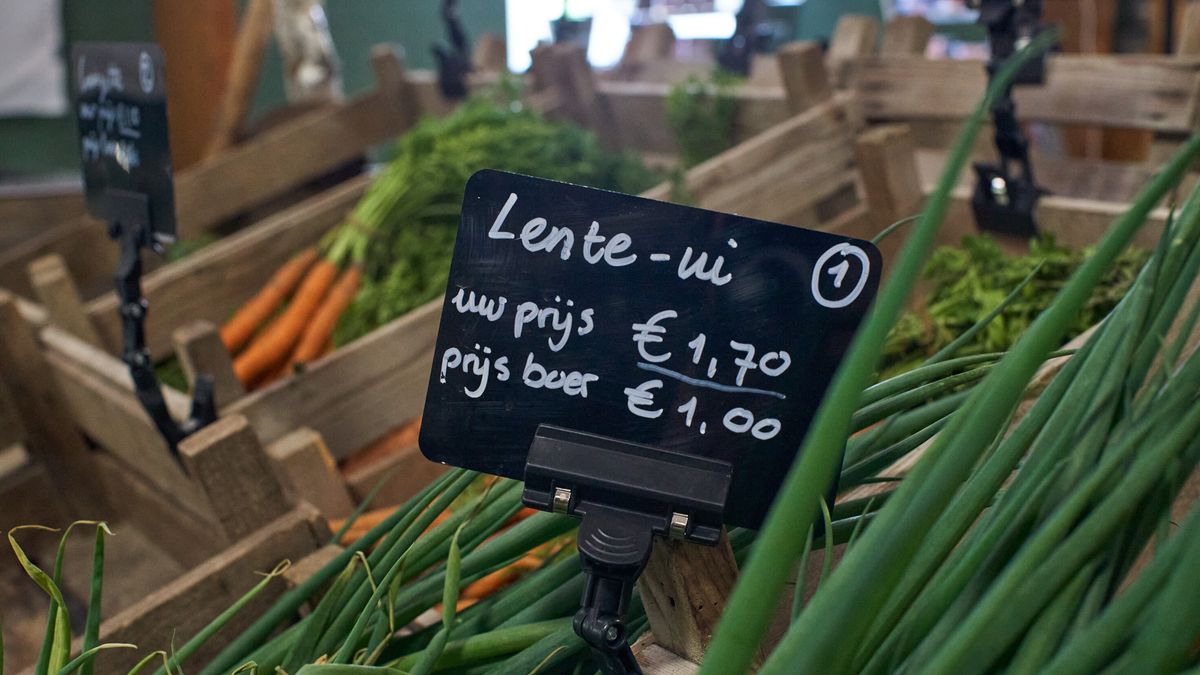 Lente-ui ①
uw prijs € 1,70
prijs boer € 1,00